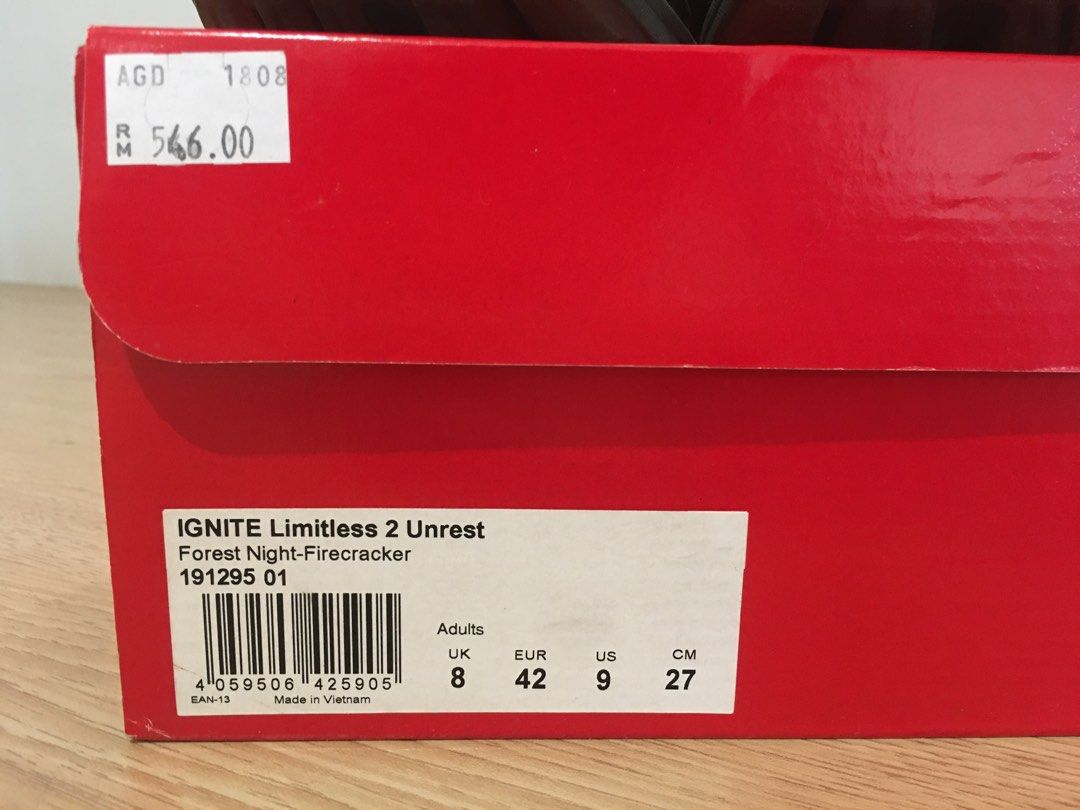 AGD 1808
RM 546.00
IGNITE Limitless 2 Unrest
Forest Night-Firecracker
191295 01
Adults
UK EUR US CM
8 42 9 27
4 059506 425905
EAN-13 Made in Vietnam